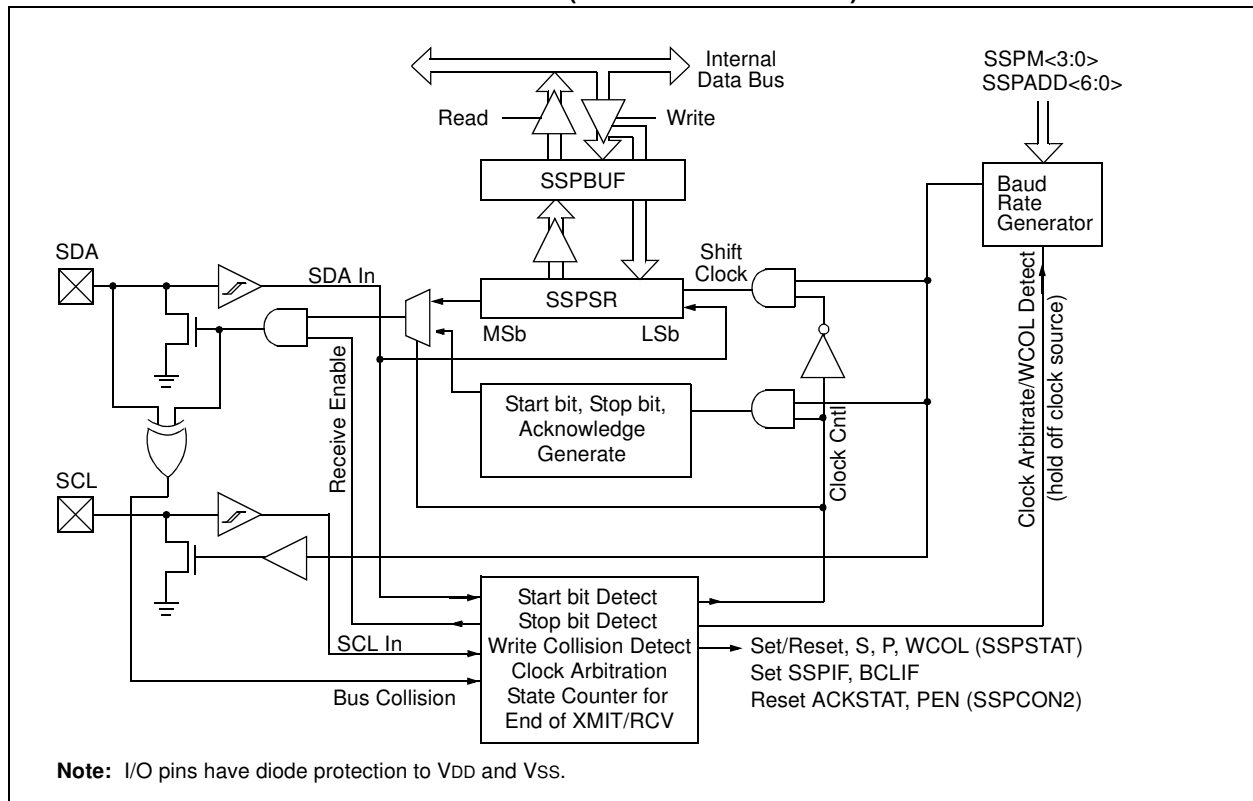 Internal
Data Bus
SSPM<3:0>
SSPADD<6:0>
Read
Write
SSPBUF
Baud
Rate
Generator
SDA
SDA In
Shift
Clock
SSPSR
MSb
LSb
Receive Enable
Start bit, Stop bit,
Acknowledge
Generate
Clock Cntl
Clock Arbitrate/WCOL Detect
(hold off clock source)
SCL
SCL In
Bus Collision
Start bit Detect
Stop bit Detect
Write Collision Detect
Clock Arbitration
State Counter for
End of XMIT/RCV
Set/Reset, S, P, WCOL (SSPSTAT)
Set SSPIF, BCLIF
Reset ACKSTAT, PEN (SSPCON2)
Note: I/O pins have diode protection to VDD and VSS.